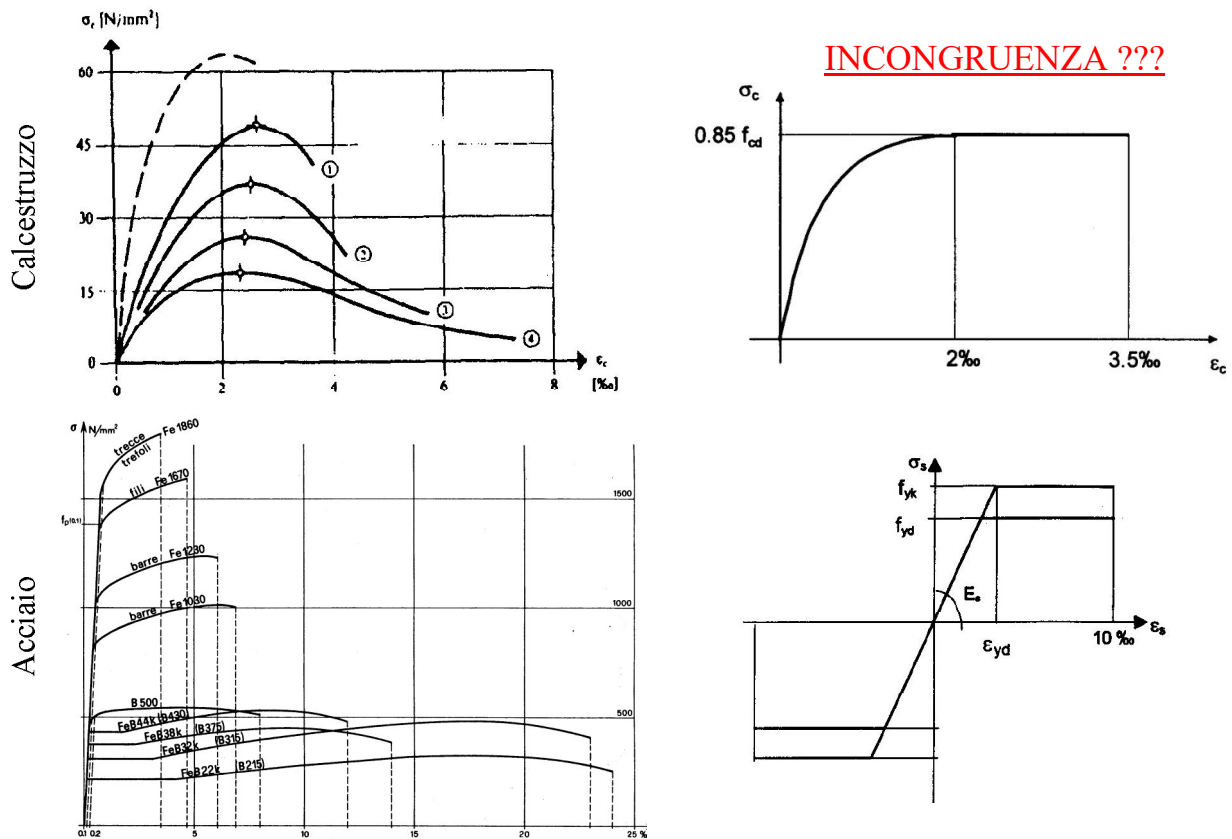 σc [N/mm²]
60
45
30
15
0
0
2
4
6
8
εc
[‰]
①
②
③
④
Calcestruzzo
INCONGRUENZA ???
σc
0.85 fcd
2‰
3.5‰
εc
Acciaio
σ N/mm²
trecce Fe 1860
trefoli
fili Fe 1670
1500
fp(0.1)
barre Fe 1230
barre Fe 1030
1000
B 500
500
FeB44k (B430)
FeB38k (B375)
FeB32k (B315)
FeB22k (B215)
0.1 0.2
5
10
15
20
25 %
σs
fyk
fyd
Es
εyd
10 ‰
εs